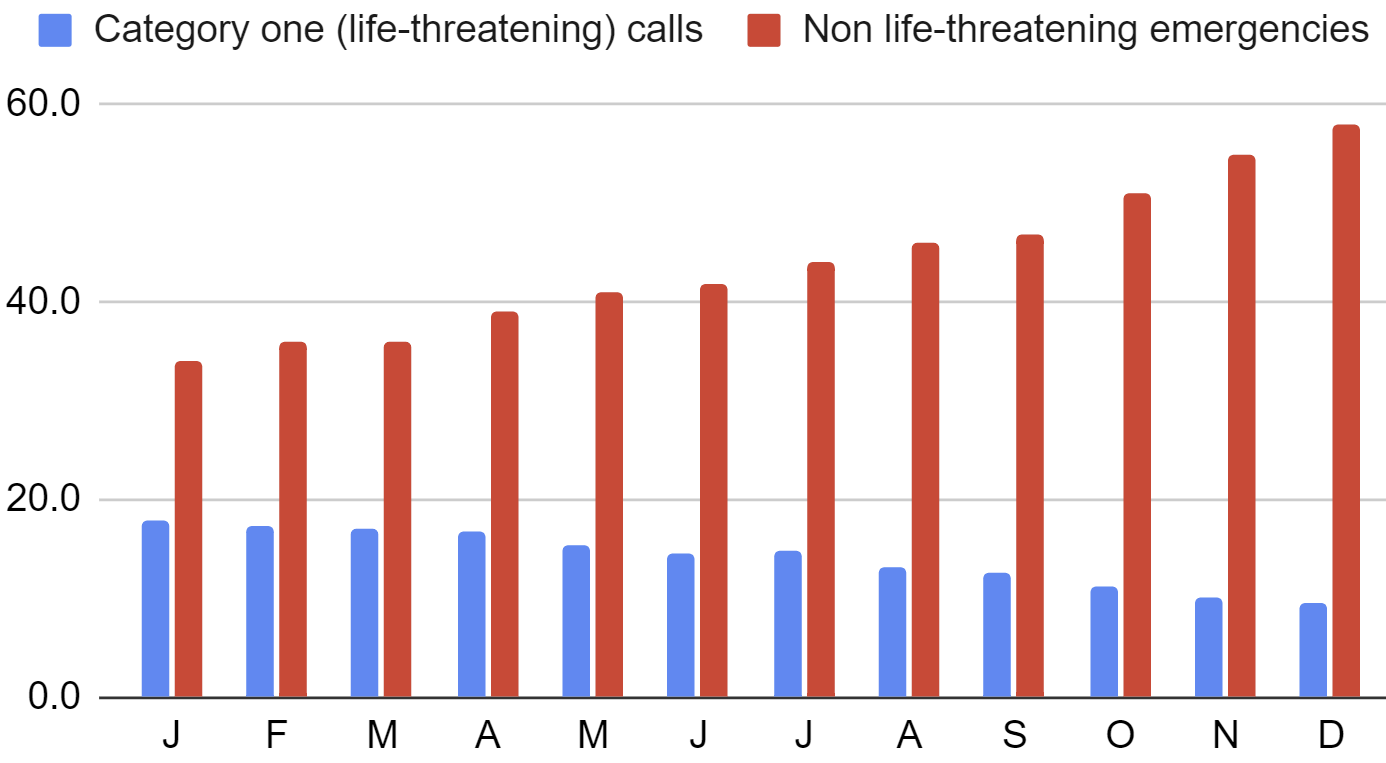 Category one (life-threatening) calls Non life-threatening emergencies
60.0
40.0
20.0
0.0
J F M A M J J A S O N D